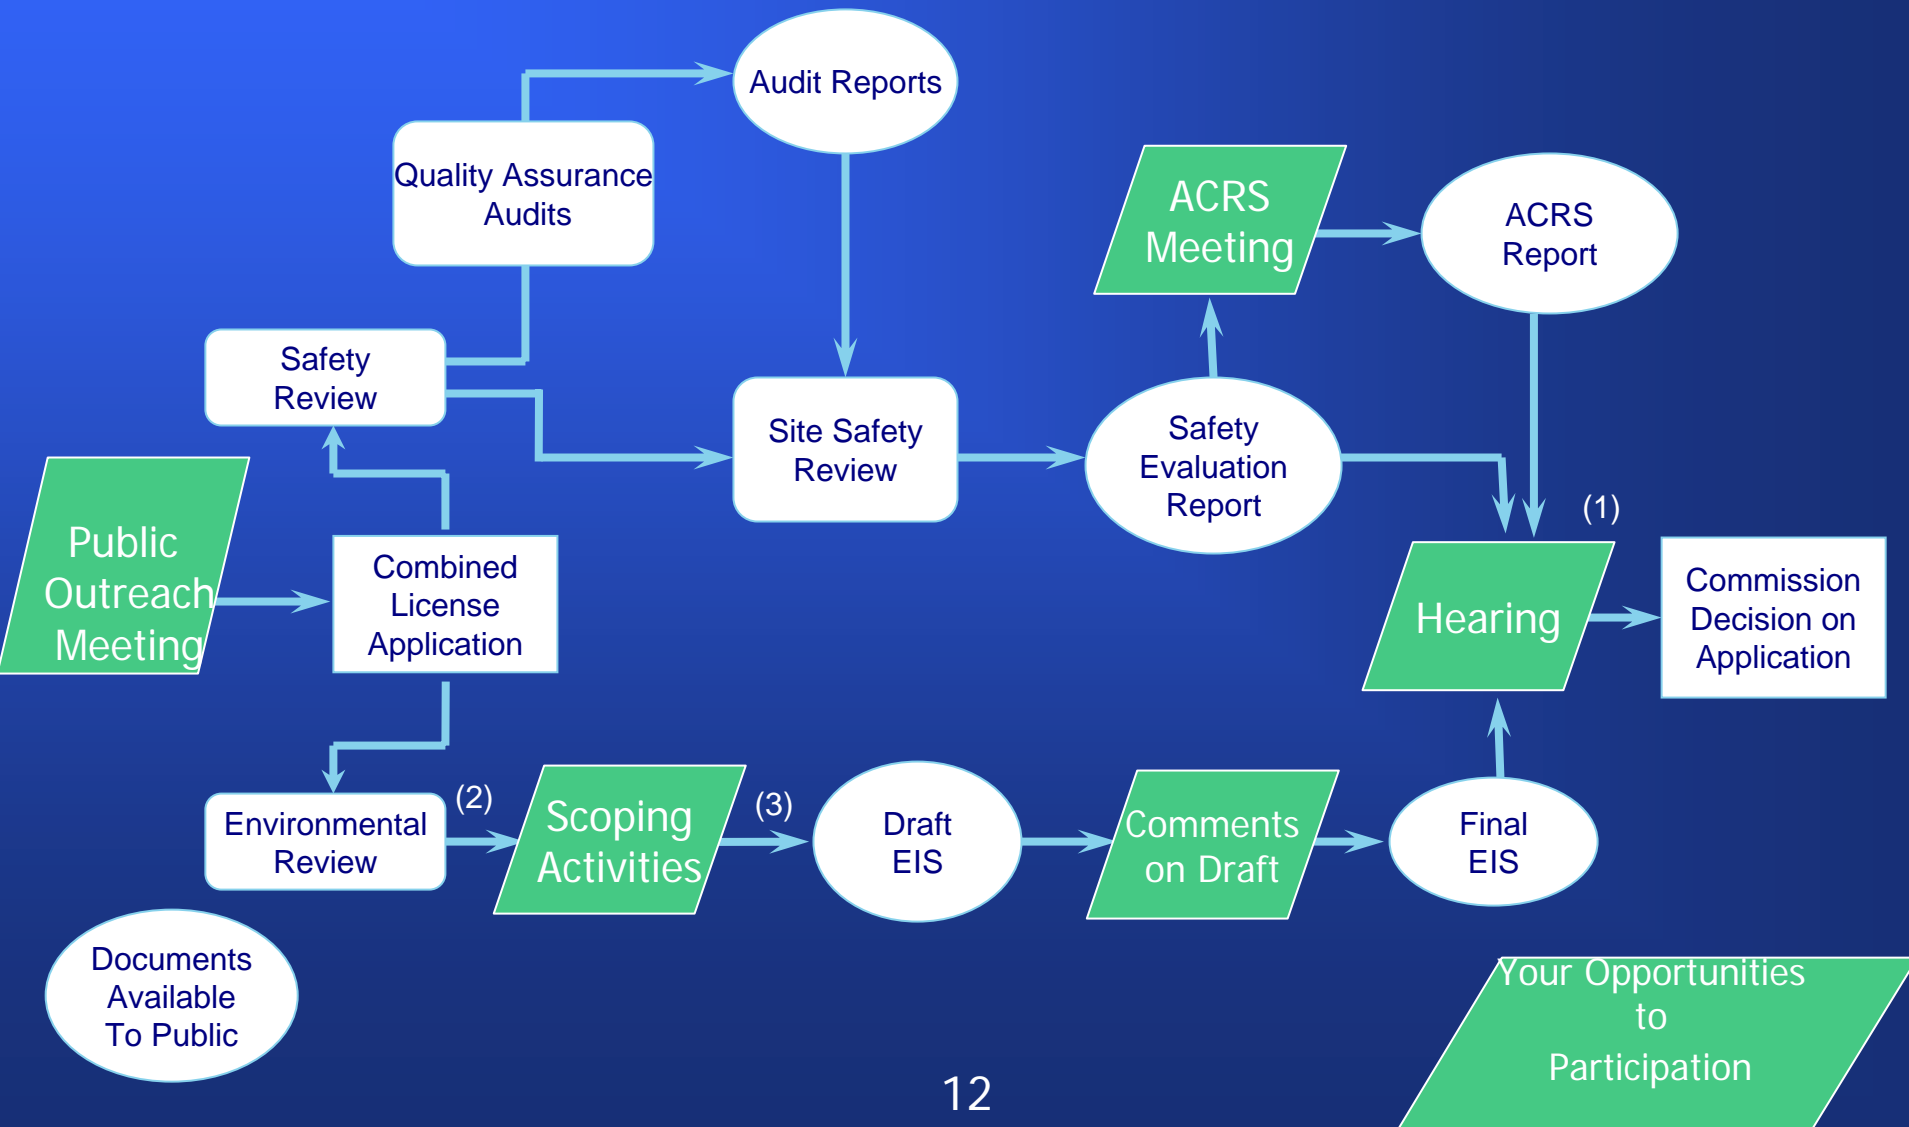 Audit Reports
Quality Assurance
Audits
ACRS
Meeting
ACRS
Report
Safety
Review
Site Safety
Review
Safety
Evaluation
Report
(1)
Public
Outreach
Meeting
Combined
License
Application
Hearing
Commission
Decision on
Application
Environmental
Review
(2)
Scoping
Activities
(3)
Draft
EIS
Comments
on Draft
Final
EIS
Documents
Available
To Public
Your Opportunities
to
Participation
12